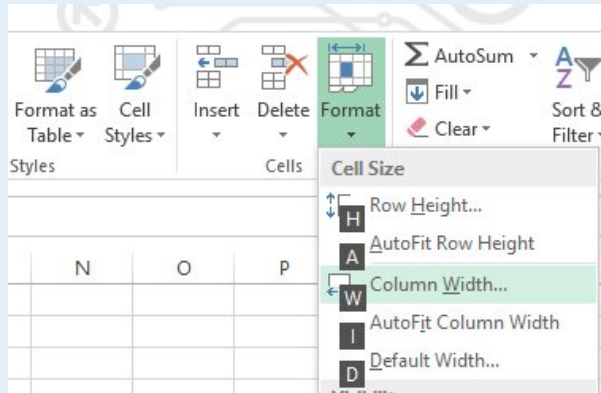 AutoSum
Format as Table
Cell Styles
Insert
Delete
Format
Fill
Clear
A
Z
Sort &
Filter
Styles
Cells
Cell Size
H Row Height...
A AutoFit Row Height
N O P
W Column Width...
I AutoFit Column Width
D Default Width...